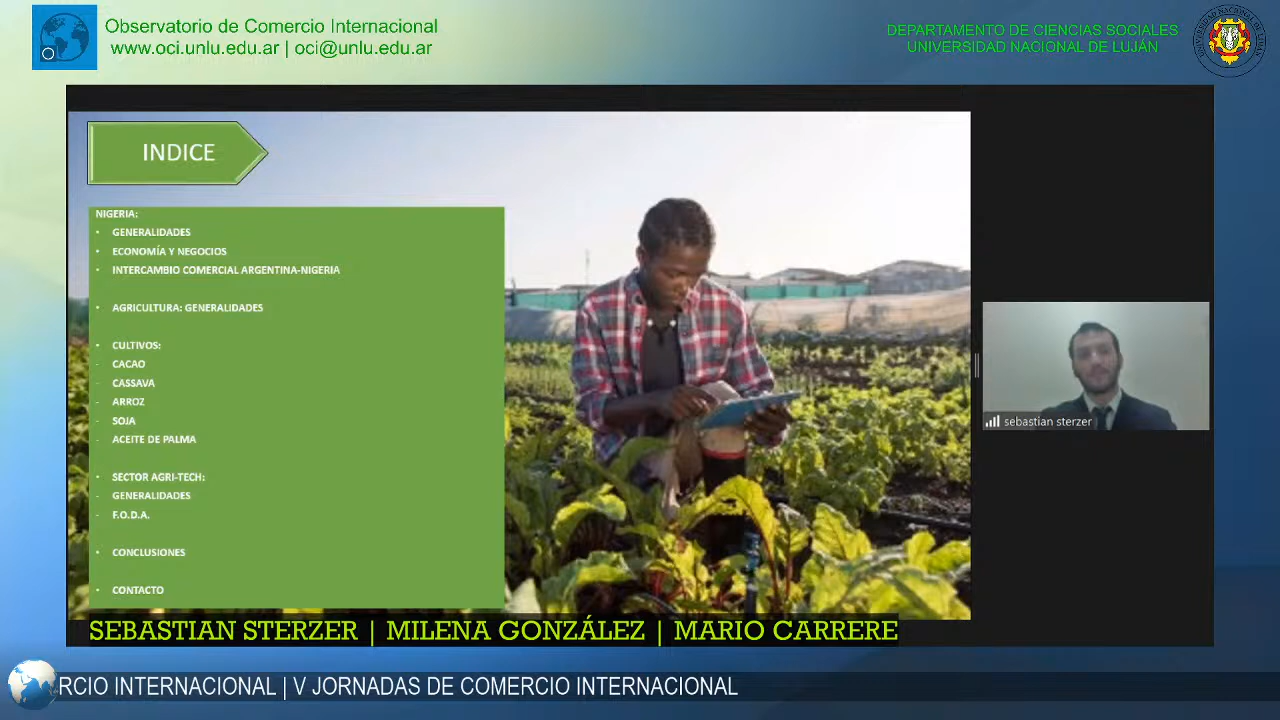 Observatorio de Comercio Internacional
www.oci.unlu.edu.ar | oci@unlu.edu.ar
DEPARTAMENTO DE CIENCIAS SOCIALES
UNIVERSIDAD NACIONAL DE LUJÁN
INDICE
NIGERIA:
• GENERALIDADES
• ECONOMÍA Y NEGOCIOS
• INTERCAMBIO COMERCIAL ARGENTINA-NIGERIA
• AGRICULTURA: GENERALIDADES
• CULTIVOS:
- CACAO
- CASSAVA
- ARROZ
- SOJA
- ACEITE DE PALMA
• SECTOR AGRI-TECH:
- GENERALIDADES
- F.O.D.A.
• CONCLUSIONES
• CONTACTO
sebastian sterzer
SEBASTIAN STERZER | MILENA GONZÁLEZ | MARIO CARRERE
RCIO INTERNACIONAL | V JORNADAS DE COMERCIO INTERNACIONAL